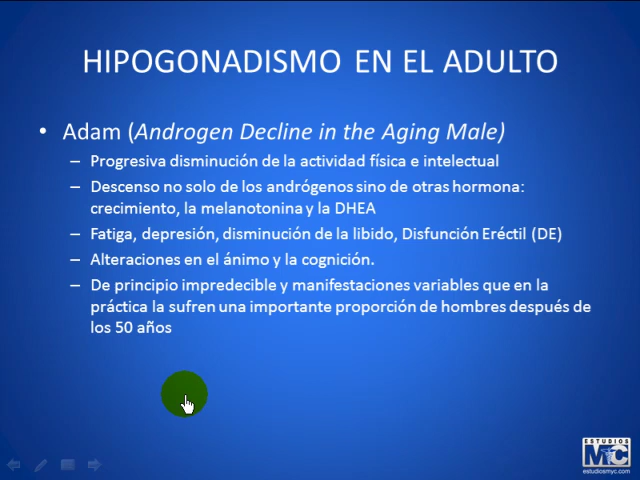 HIPOGONADISMO EN EL ADULTO
• Adam (Androgen Decline in the Aging Male)
– Progresiva disminución de la actividad física e intelectual
– Descenso no solo de los andrógenos sino de otras hormona:
crecimiento, la melanotonina y la DHEA
– Fatiga, depresión, disminución de la libido, Disfunción Eréctil (DE)
– Alteraciones en el ánimo y la cognición.
– De principio impredecible y manifestaciones variables que en la
práctica la sufren una importante proporción de hombres después de
los 50 años
ESTUDIOS
MYC
estudiosmyc.com